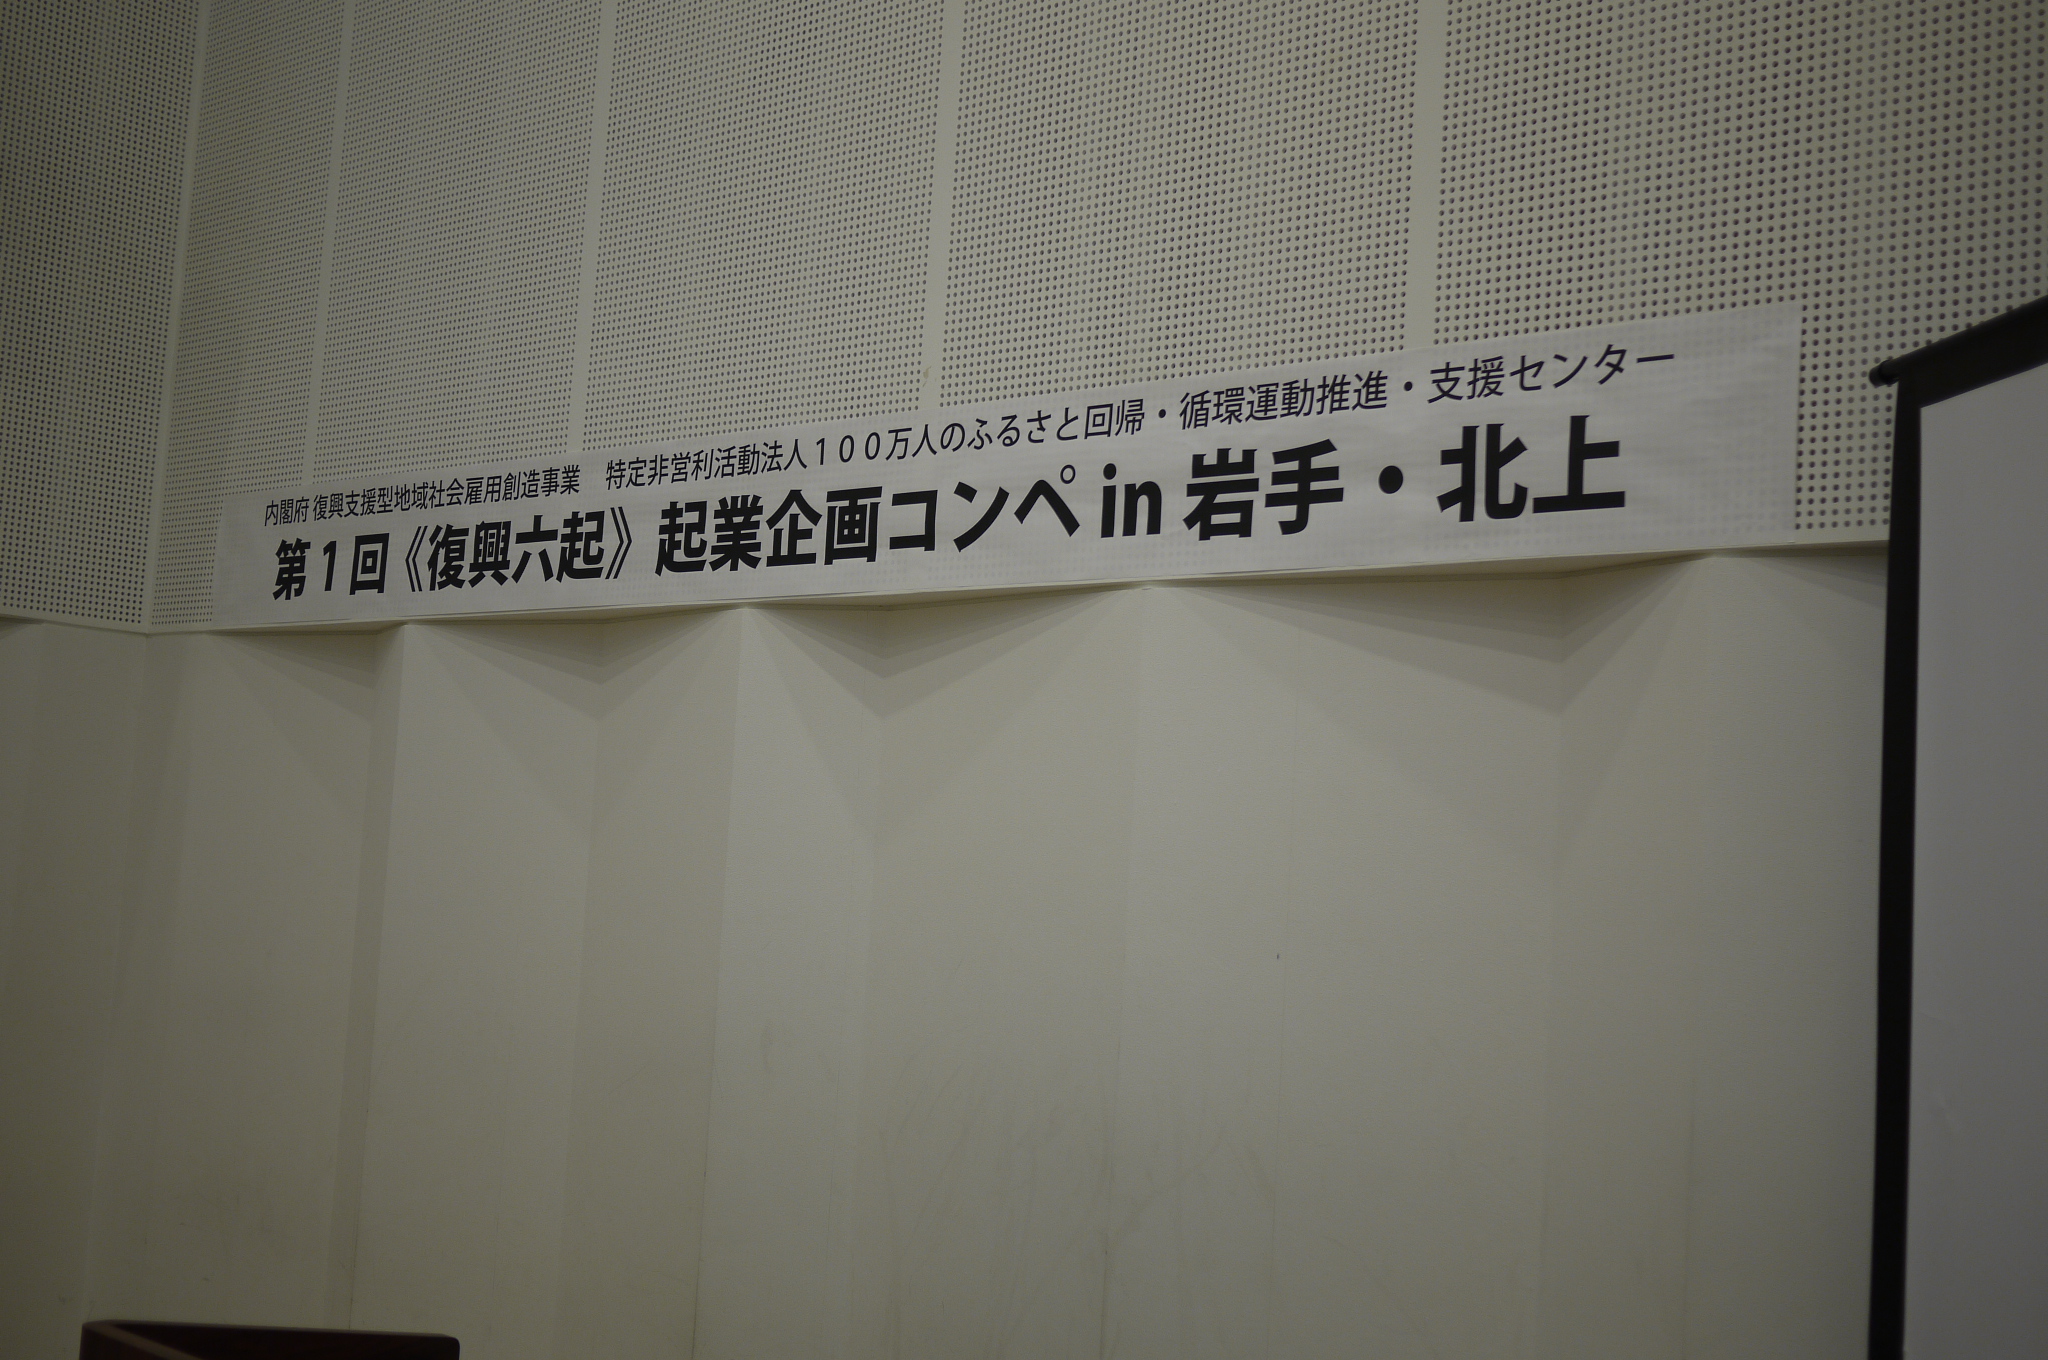 内閣府 復興支援型地域社会雇用創造事業　特定非営利活動法人１００万人のふるさと回帰・循環運動推進・支援センター
第１回《復興六起》起業企画コンペ in 岩手・北上